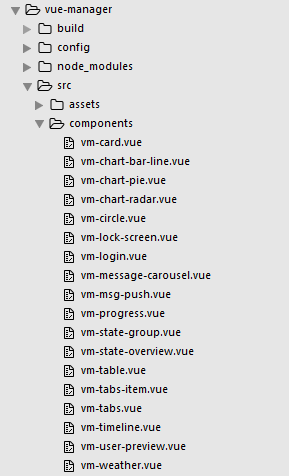 vue-manager
build
config
node_modules
src
assets
components
vm-card.vue
vm-chart-bar-line.vue
vm-chart-pie.vue
vm-chart-radar.vue
vm-circle.vue
vm-lock-screen.vue
vm-login.vue
vm-message-carousel.vue
vm-msg-push.vue
vm-progress.vue
vm-state-group.vue
vm-state-overview.vue
vm-table.vue
vm-tabs-item.vue
vm-tabs.vue
vm-timeline.vue
vm-user-preview.vue
vm-weather.vue